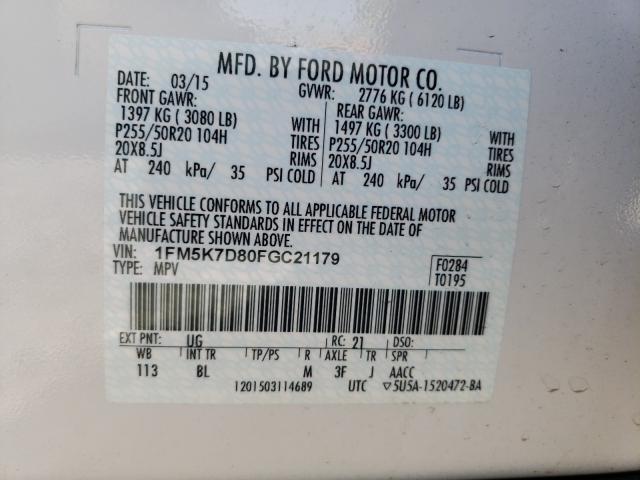 MFD. BY FORD MOTOR CO.
DATE: 03/15 GVWR: 2776 KG ( 6120 LB)
FRONT GAWR: REAR GAWR:
1397 KG ( 3080 LB) WITH 1497 KG ( 3300 LB) WITH
P255/50R20 104H TIRES P255/50R20 104H TIRES
20X8.5J RIMS 20X8.5J RIMS
AT 240 kPa/ 35 PSI COLD AT 240 kPa/ 35 PSI COLD
THIS VEHICLE CONFORMS TO ALL APPLICABLE FEDERAL MOTOR
VEHICLE SAFETY STANDARDS IN EFFECT ON THE DATE OF
MANUFACTURE SHOWN ABOVE.
VIN: 1FM5K7D80FGC21179 F0284
TYPE: MPV T0195
EXT PNT: UG RC: 21 DSO:
WB INT TR TP/PS R AXLE TR SPR
113 BL M 3F J AACC
1201503114689 UTC ▽5U5A-1520472-BA